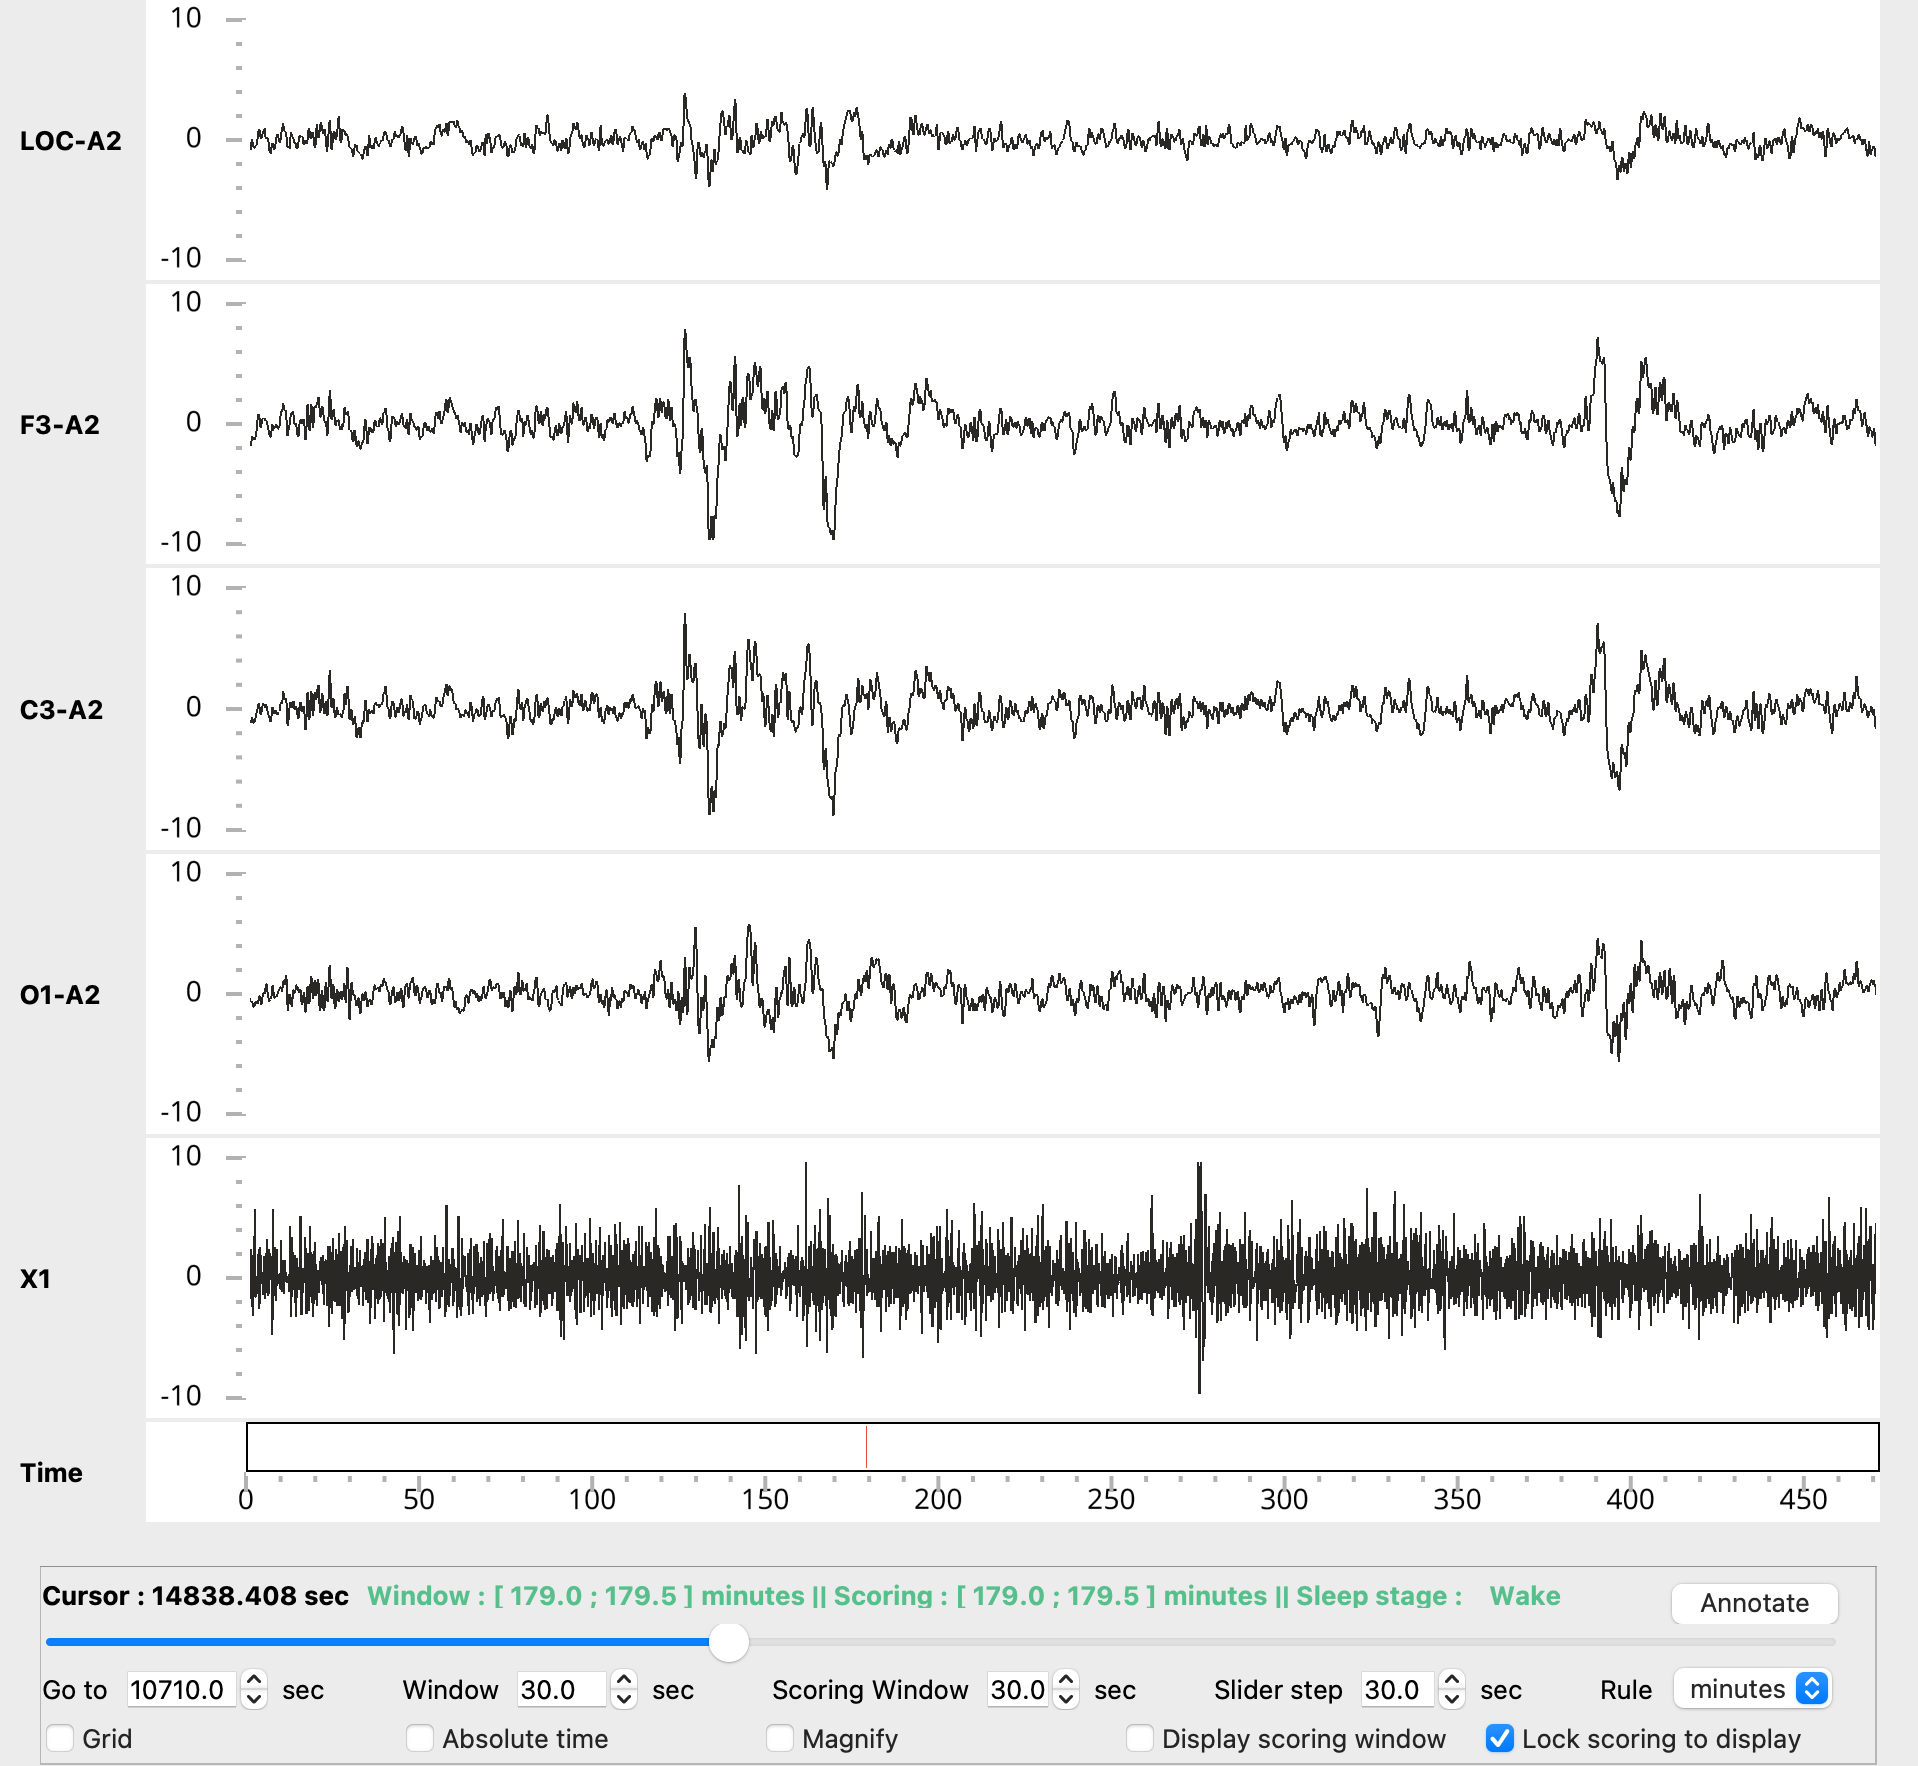 10
LOC-A2
0
-10
10
F3-A2
0
-10
10
C3-A2
0
-10
10
O1-A2
0
-10
10
X1
0
-10
Time
0 50 100 150 200 250 300 350 400 450
Cursor : 14838.408 sec Window : [ 179.0 ; 179.5 ] minutes || Scoring : [ 179.0 ; 179.5 ] minutes || Sleep stage : Wake Annotate
Go to 10710.0 sec Window 30.0 sec Scoring Window 30.0 sec Slider step 30.0 sec Rule minutes
Grid Absolute time Magnify Display scoring window Lock scoring to display